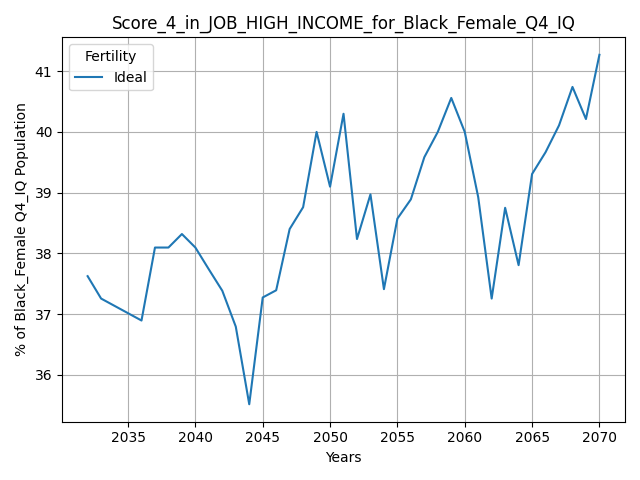 Score_4_in_JOB_HIGH_INCOME_for_Black_Female_Q4_IQ
Fertility
Ideal
% of Black_Female Q4_IQ Population
41
40
39
38
37
36
2035 2040 2045 2050 2055 2060 2065 2070
Years